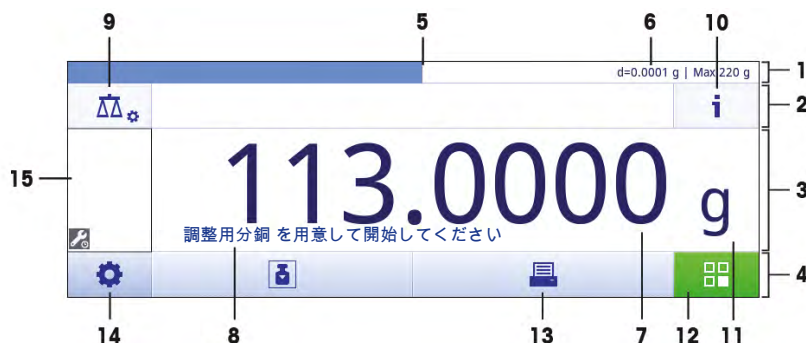 9 5 6 10
d=0.0001 g | Max 220 g 1
2
i
15 113.0000 g 3
調整用分銅 を用意して開始してください
4
14 8 13 7 12 11